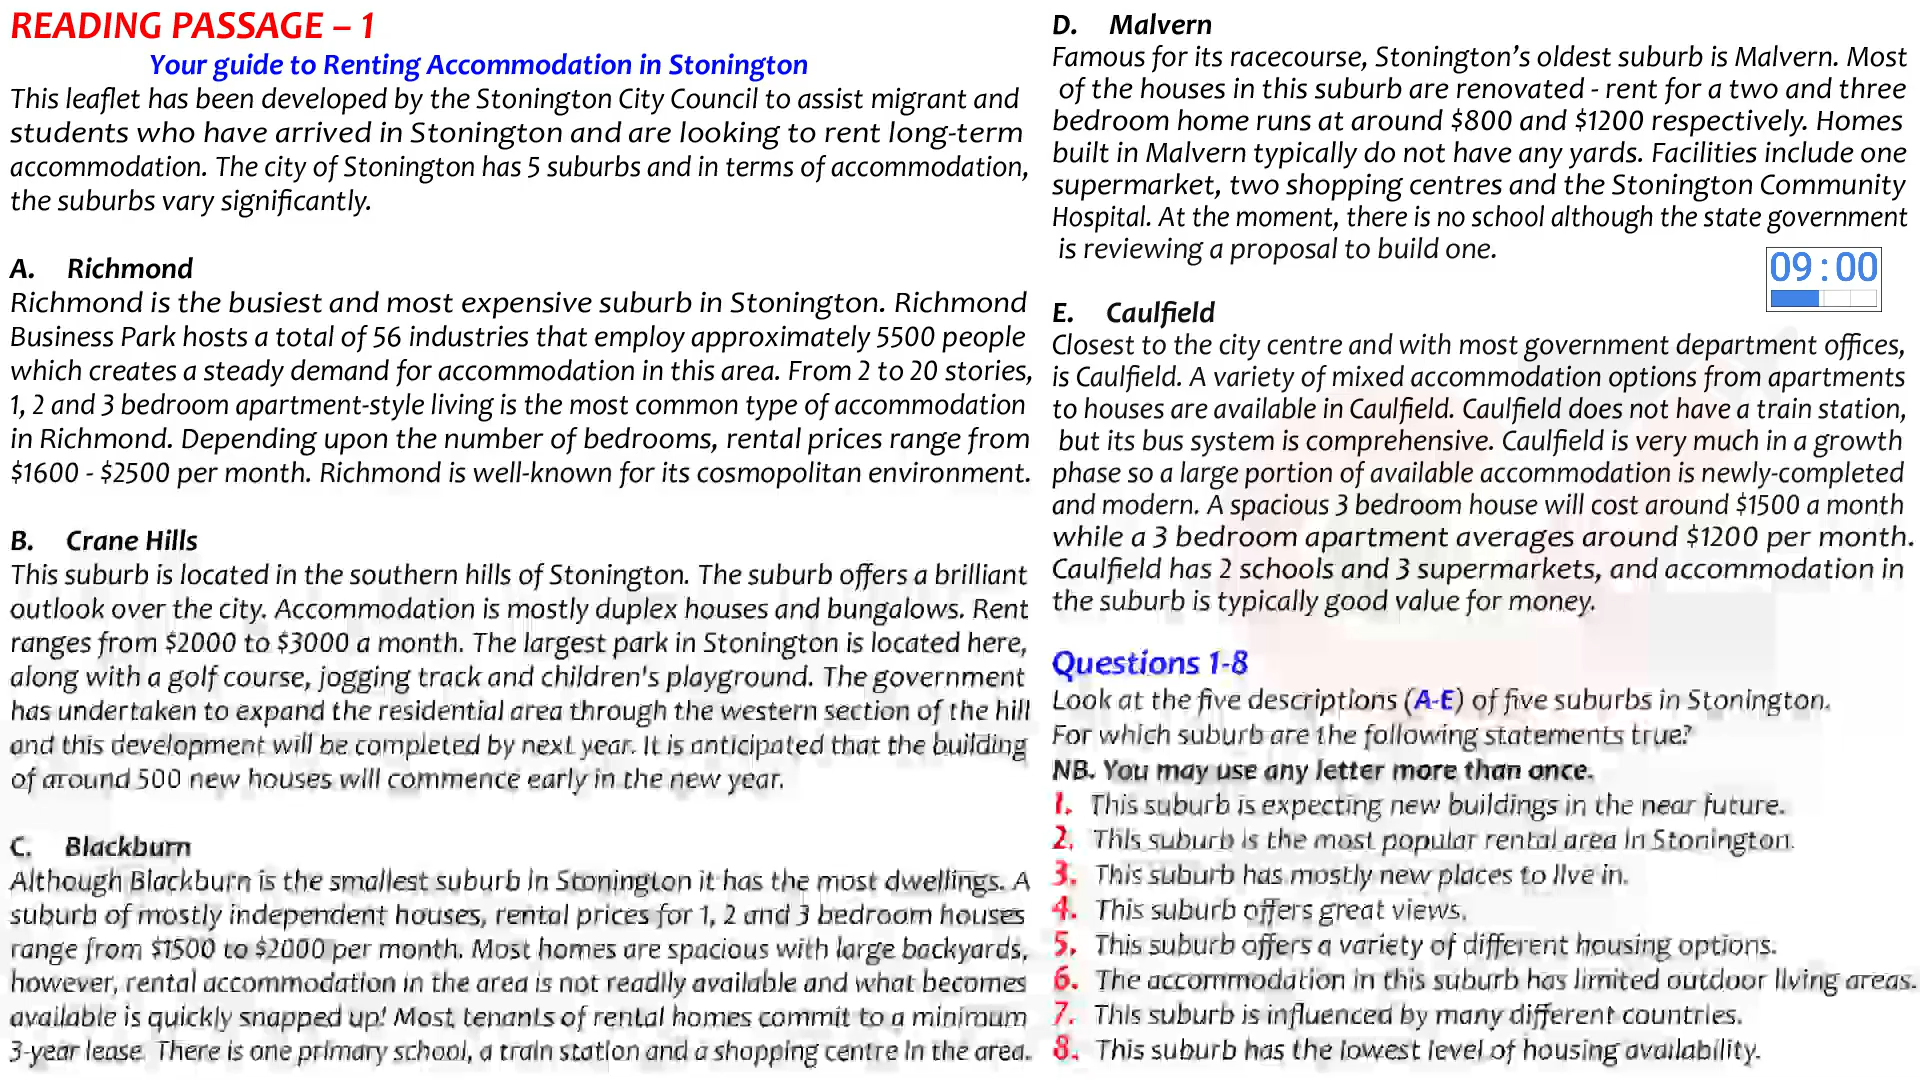 READING PASSAGE – 1
Your guide to Renting Accommodation in Stonington
This leaflet has been developed by the Stonington City Council to assist migrant and
students who have arrived in Stonington and are looking to rent long-term
accommodation. The city of Stonington has 5 suburbs and in terms of accommodation,
the suburbs vary significantly.
A. Richmond
Richmond is the busiest and most expensive suburb in Stonington. Richmond
Business Park hosts a total of 56 industries that employ approximately 5500 people
which creates a steady demand for accommodation in this area. From 2 to 20 stories,
1, 2 and 3 bedroom apartment-style living is the most common type of accommodation
in Richmond. Depending upon the number of bedrooms, rental prices range from
$1600 - $2500 per month. Richmond is well-known for its cosmopolitan environment.
B. Crane Hills
This suburb is located in the southern hills of Stonington. The suburb offers a brilliant
outlook over the city. Accommodation is mostly duplex houses and bungalows. Rent
ranges from $2000 to $3000 a month. The largest park in Stonington is located here,
along with a golf course, jogging track and children's playground. The government
has undertaken to expand the residential area through the western section of the hill
and this development will be completed by next year. It is anticipated that the building
of around 500 new houses will commence early in the new year.
C. Blackburn
Although Blackburn is the smallest suburb in Stonington it has the most dwellings. A
suburb of mostly independent houses, rental prices for 1, 2 and 3 bedroom houses
range from $1500 to $2000 per month. Most homes are spacious with large backyards,
however, rental accommodation in the area is not readily available and what becomes
available is quickly snapped up! Most tenants of rental homes commit to a minimum
3-year lease. There is one primary school, a train station and a shopping centre in the area.
D. Malvern
Famous for its racecourse, Stonington’s oldest suburb is Malvern. Most
of the houses in this suburb are renovated - rent for a two and three
bedroom home runs at around $800 and $1200 respectively. Homes
built in Malvern typically do not have any yards. Facilities include one
supermarket, two shopping centres and the Stonington Community
Hospital. At the moment, there is no school although the state government
is reviewing a proposal to build one.
09:00
E. Caulfield
Closest to the city centre and with most government department offices,
is Caulfield. A variety of mixed accommodation options from apartments
to houses are available in Caulfield. Caulfield does not have a train station,
but its bus system is comprehensive. Caulfield is very much in a growth
phase so a large portion of available accommodation is newly-completed
and modern. A spacious 3 bedroom house will cost around $1500 a month
while a 3 bedroom apartment averages around $1200 per month.
Caulfield has 2 schools and 3 supermarkets, and accommodation in
the suburb is typically good value for money.
Questions 1-8
Look at the five descriptions (A-E) of five suburbs in Stonington.
For which suburb are the following statements true?
NB. You may use any letter more than once.
1. This suburb is expecting new buildings in the near future.
2. This suburb is the most popular rental area in Stonington.
3. This suburb has mostly new places to live in.
4. This suburb offers great views.
5. This suburb offers a variety of different housing options.
6. The accommodation in this suburb has limited outdoor living areas.
7. This suburb is influenced by many different countries.
8. This suburb has the lowest level of housing availability.